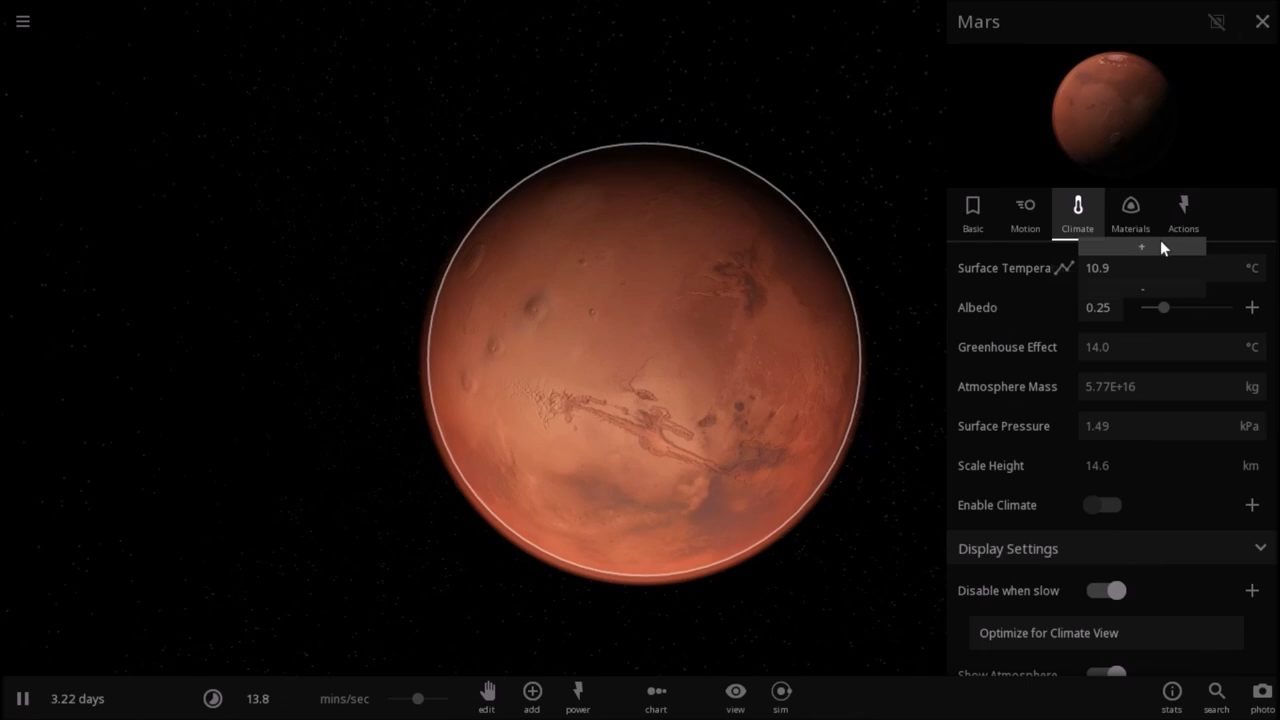 Mars
Basic
Motion
Climate
Materials
Actions
+
Surface Tempera 10.9 °C
-
Albedo 0.25
Greenhouse Effect 14.0 °C
Atmosphere Mass 5.77E+16 kg
Surface Pressure 1.49 kPa
Scale Height 14.6 km
Enable Climate
Display Settings
Disable when slow
Optimize for Climate View
Show Atmosphere
3.22 days 13.8 mins/sec
edit add power chart view sim stats search photo